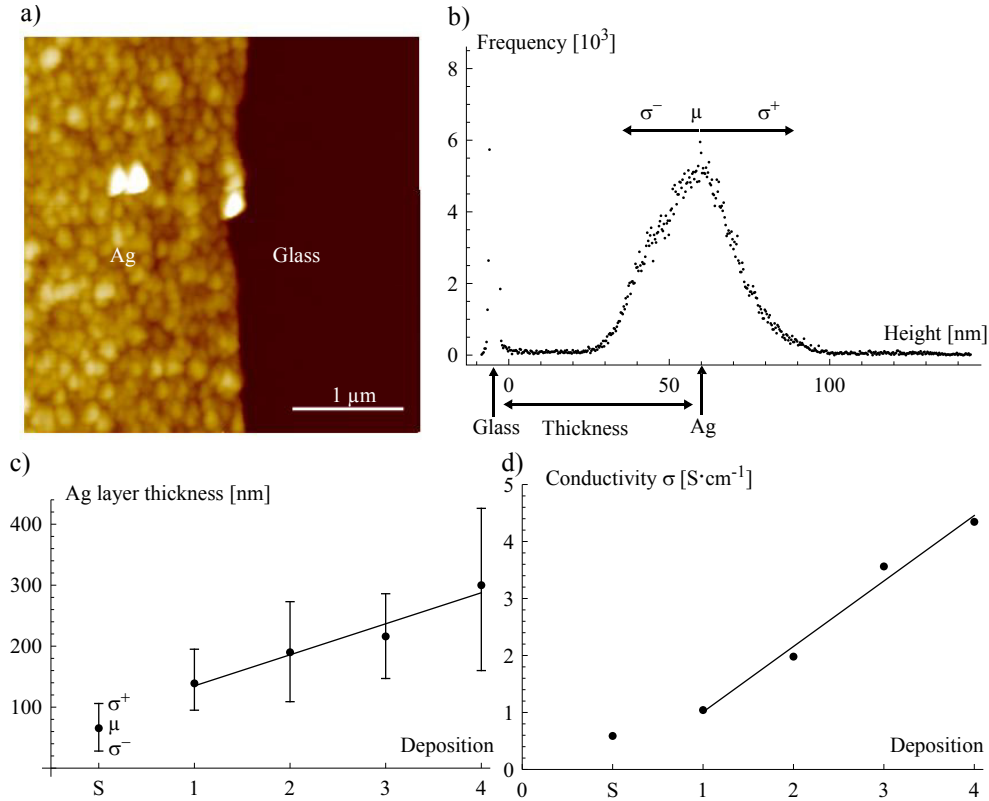 a)
Ag
Glass
1 µm
b)
Frequency [10³]
8
6
4
2
0
σ⁻ µ σ⁺
Height [nm]
0 50 100
Glass Thickness Ag
c)
Ag layer thickness [nm]
400
300
200
100
σ⁺
µ
σ⁻
Deposition
S 1 2 3 4
d)
Conductivity σ [S·cm⁻¹]
5
4
3
2
1
0
Deposition
0 S 1 2 3 4